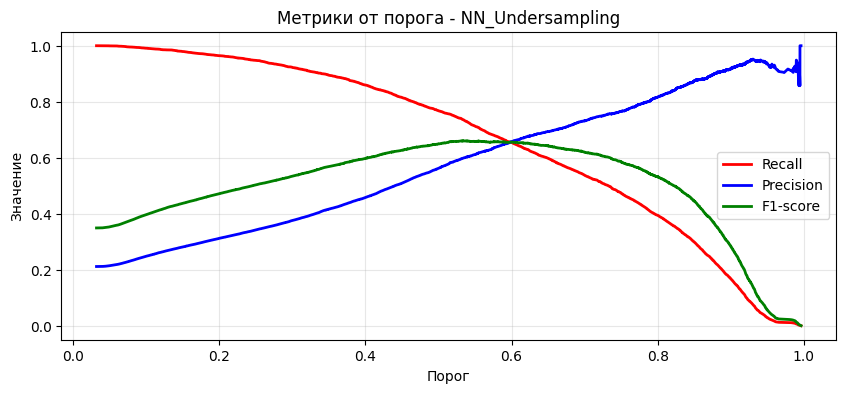 Метрики от порога - NN_Undersampling
Значение
1.0
0.8
0.6
0.4
0.2
0.0
Recall
Precision
F1-score
0.0 0.2 0.4 0.6 0.8 1.0
Порог